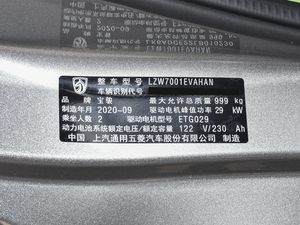 整车型号 LZW7001EVAHAN
车辆识别代号
品牌 宝骏 最大允许总质量 999 kg
制造年月 2020-09 驱动电机峰值功率 29 kW
乘坐人数 2 驱动电机型号 ETG029
动力电池系统额定电压/额定容量 122 V/230 Ah
中国 上汽通用五菱汽车股份有限公司 制造